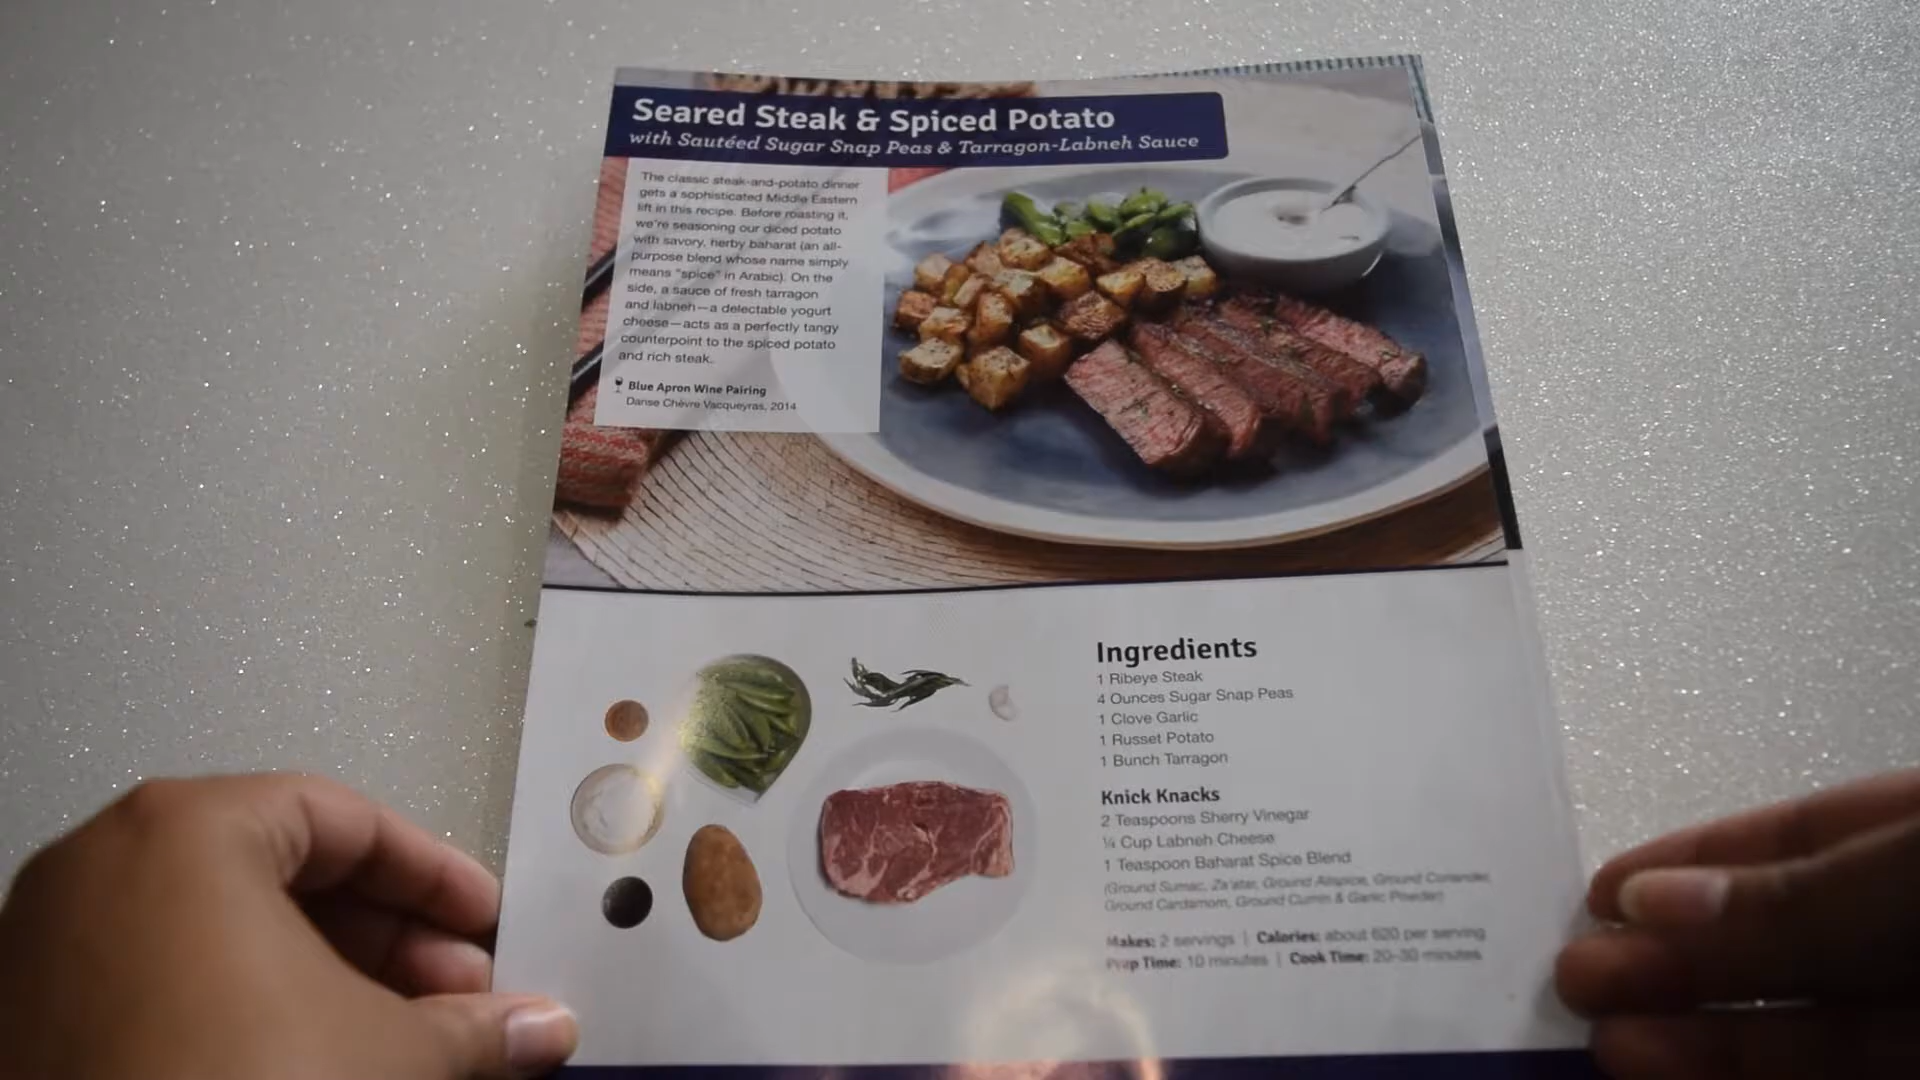 Seared Steak & Spiced Potato
with Sautéed Sugar Snap Peas & Tarragon-Labneh Sauce
The classic steak-and-potato dinner
gets a sophisticated Middle Eastern
lift in this recipe. Before roasting it,
we're seasoning our diced potato
with savory, herby baharat (an all-
purpose blend whose name simply
means "spice" in Arabic). On the
side, a sauce of fresh tarragon
and labneh—a delectable yogurt
cheese—acts as a perfectly tangy
counterpoint to the spiced potato
and rich steak.
Blue Apron Wine Pairing
Danse Chèvre Vacqueyras, 2014
Ingredients
1 Ribeye Steak
4 Ounces Sugar Snap Peas
1 Clove Garlic
1 Russet Potato
1 Bunch Tarragon
Knick Knacks
2 Teaspoons Sherry Vinegar
¼ Cup Labneh Cheese
1 Teaspoon Baharat Spice Blend
(Ground Sumac, Za'atar, Ground Allspice, Ground Coriander,
Ground Cardamom, Ground Cumin & Garlic Powder)
Makes: 2 servings | Calories: about 620 per serving
Prep Time: 10 minutes | Cook Time: 20-30 minutes